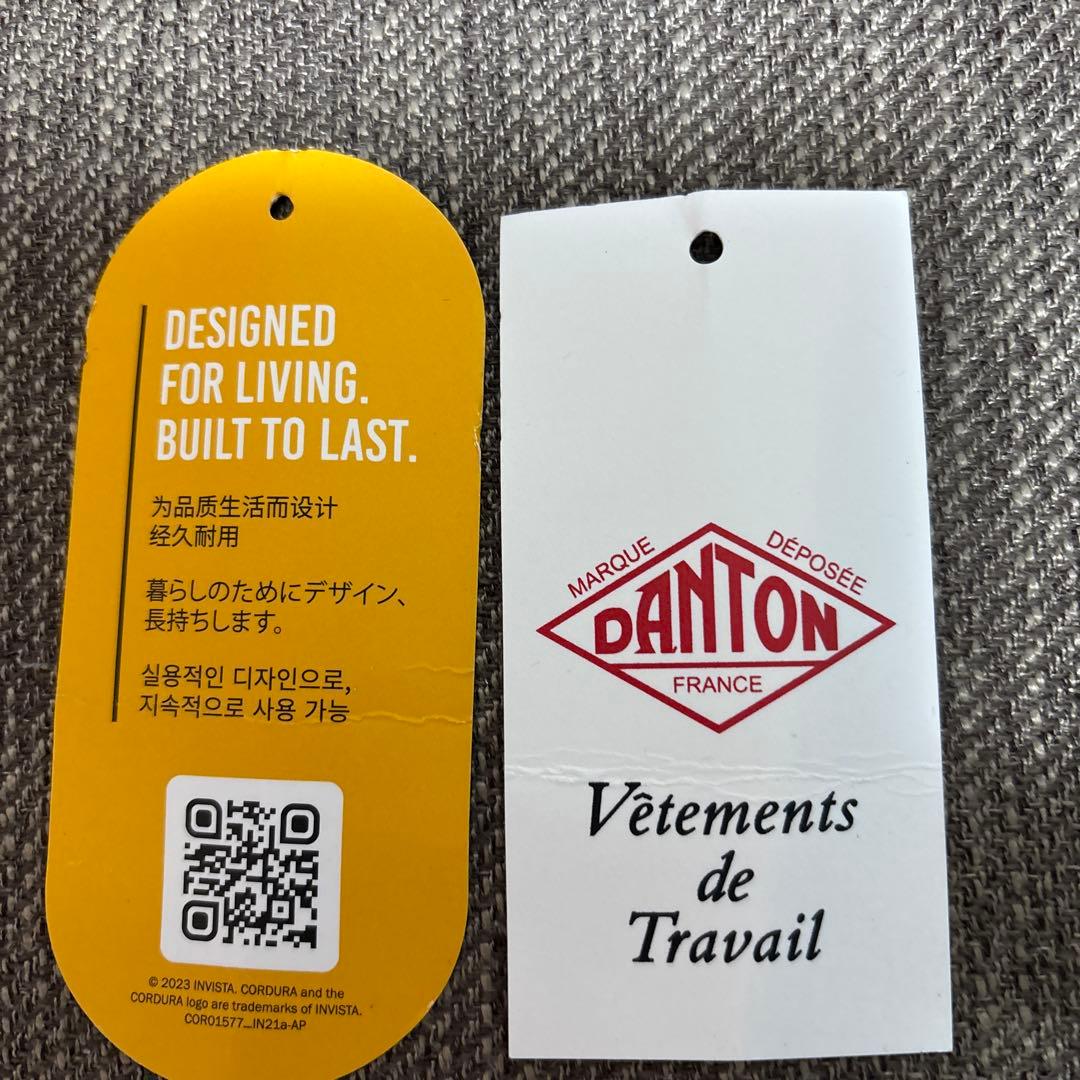 DESIGNED
FOR LIVING.
BUILT TO LAST.
为品质生活而设计
经久耐用
暮らしのためにデザイン、
長持ちします。
실용적인 디자인으로,
지속적으로 사용 가능
© 2023 INVISTA. CORDURA and the
CORDURA logo are trademarks of INVISTA.
COR01577_IN21a-AP
MARQUE DÉPOSÉE
DANTON
FRANCE
Vêtements
de
Travail